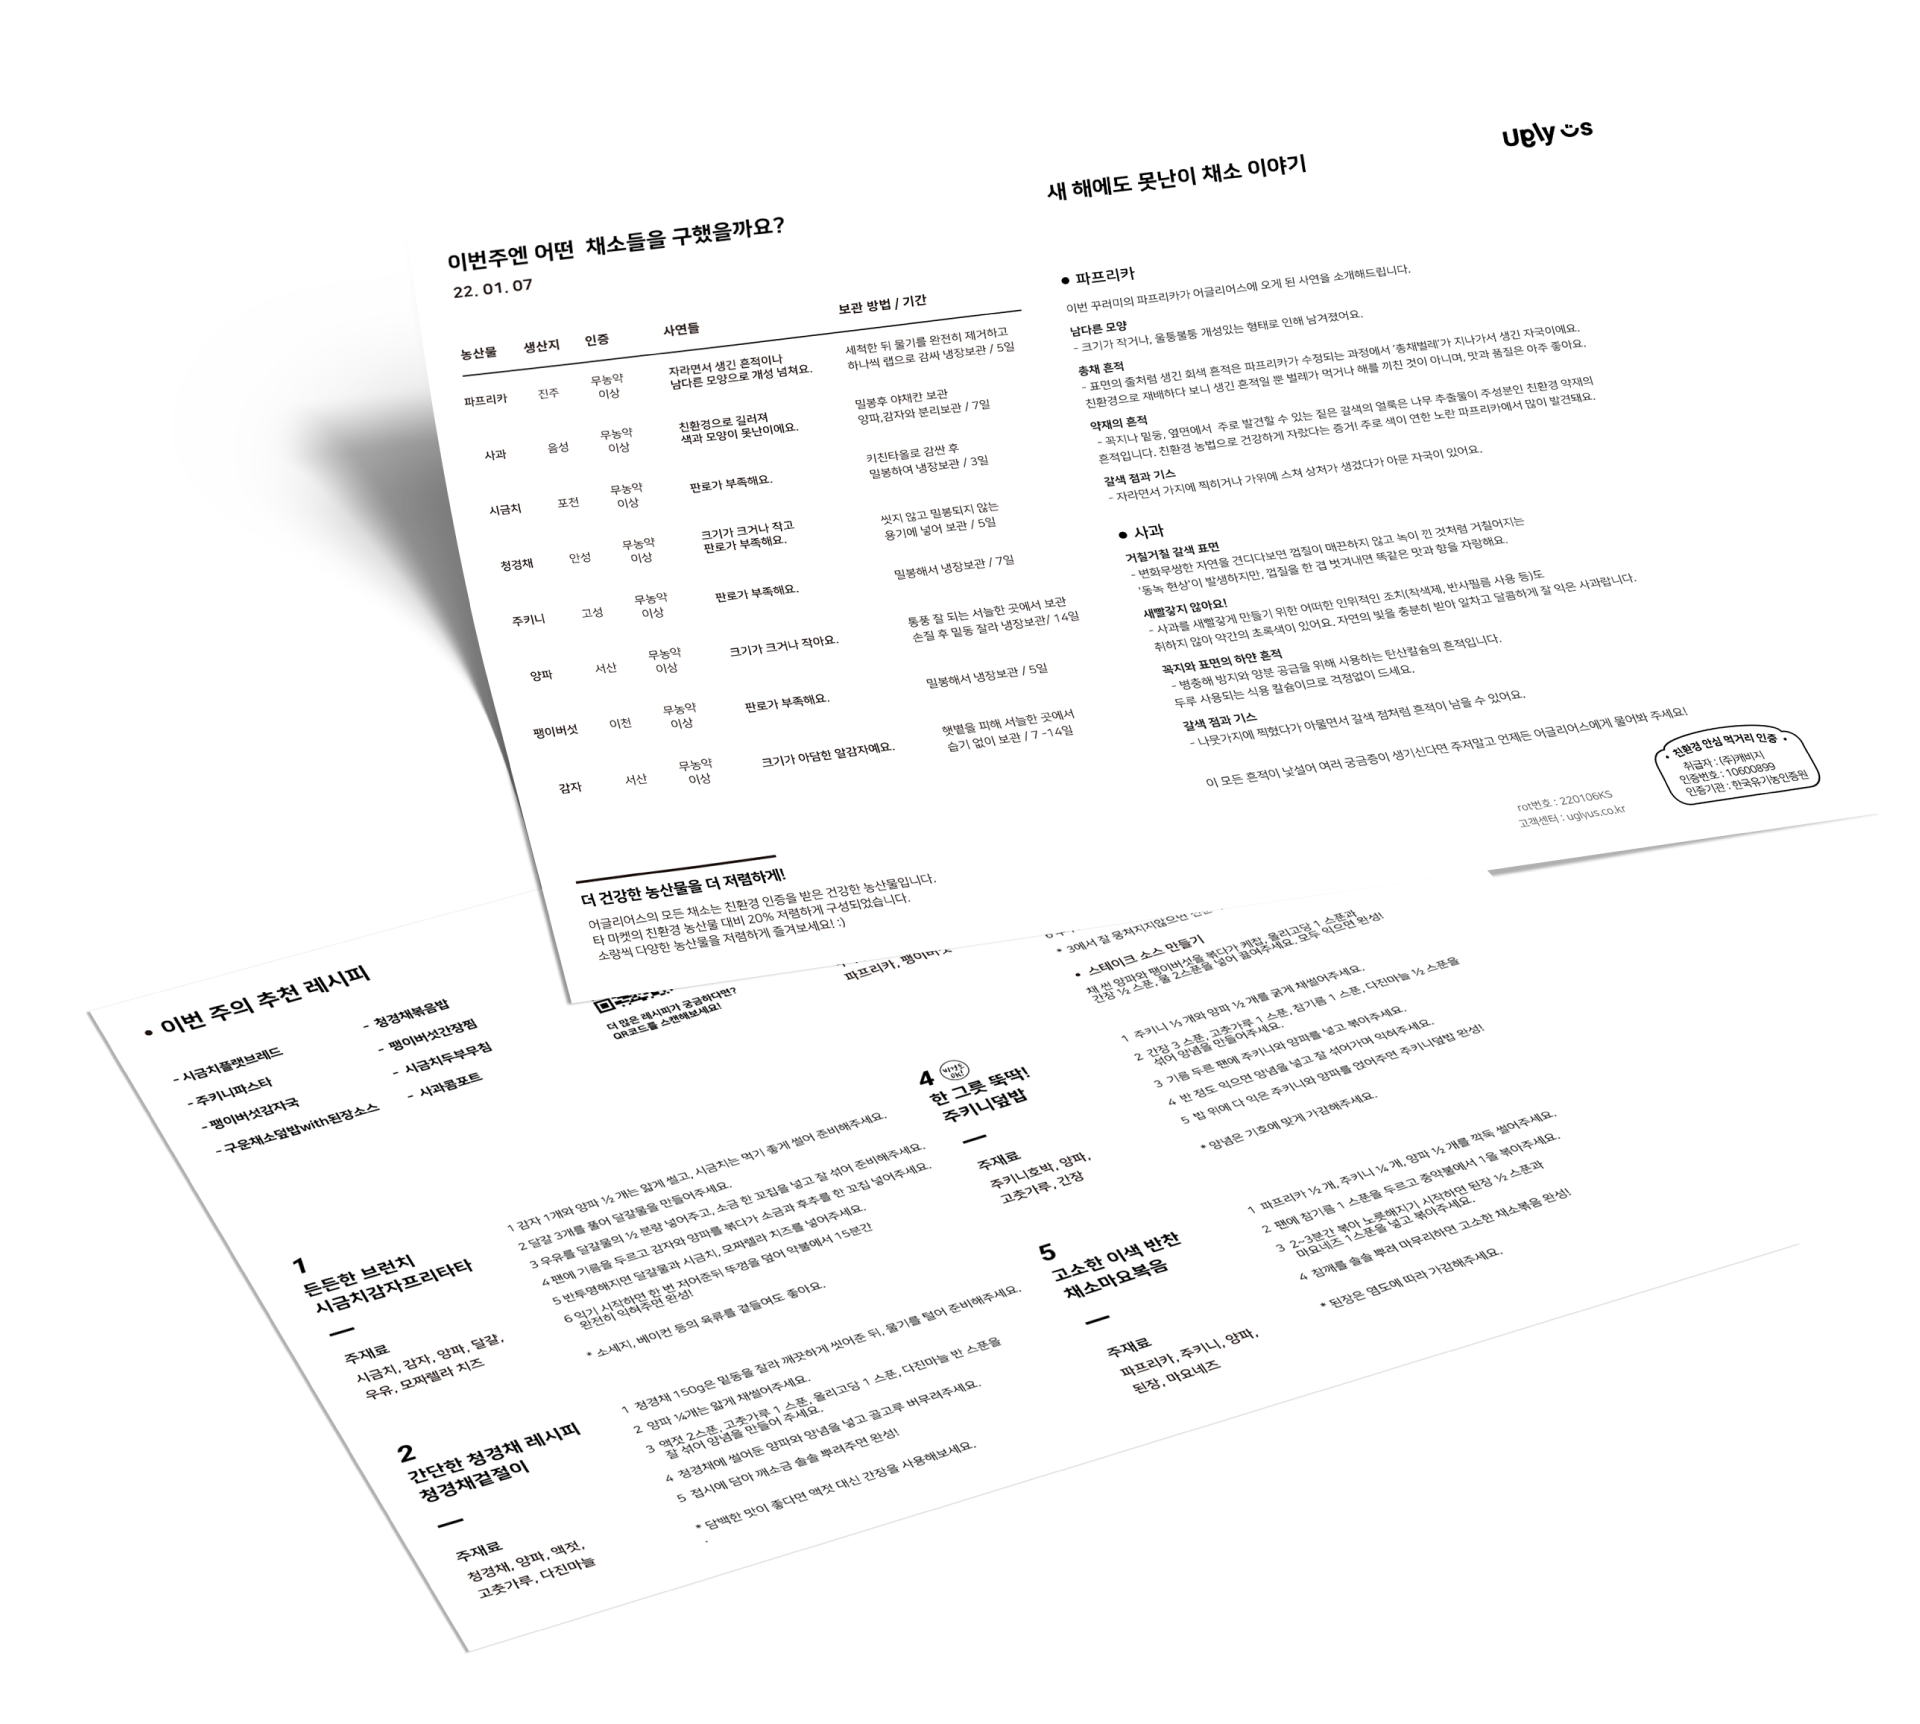 Uglyus
이번주엔 어떤 채소들을 구했을까요?
22. 01. 07
농산물 생산지 인증 사연들 보관 방법 / 기간
파프리카 진주 무농약 이상 자라면서 생긴 흔적이나 세척한 뒤 물기를 완전히 제거하고
남다른 모양으로 개성 넘쳐요. 하나씩 랩으로 감싸 냉장보관 / 5일
사과 음성 무농약 이상 친환경으로 길러져 밀봉후 야채칸 보관
색과 모양이 못난이에요. 양파,감자와 분리보관 / 7일
시금치 포천 무농약 이상 판로가 부족해요. 키친타올로 감싼 후
밀봉하여 냉장보관 / 3일
청경채 안성 무농약 이상 크기가 크거나 작고 씻지 않고 밀봉되지 않는
판로가 부족해요. 용기에 넣어 보관 / 5일
주키니 고성 무농약 이상 판로가 부족해요. 밀봉해서 냉장보관 / 7일
양파 서산 무농약 이상 크기가 크거나 작아요. 통풍 잘 되는 서늘한 곳에서 보관
손질 후 밑동 잘라 냉장보관/ 14일
팽이버섯 이천 무농약 이상 판로가 부족해요. 밀봉해서 냉장보관 / 5일
감자 서산 무농약 이상 크기가 아담한 알감자예요. 햇볕을 피해 서늘한 곳에서
습기 없이 보관 / 7 -14일
더 건강한 농산물을 더 저렴하게!
어글리어스의 모든 채소는 친환경 인증을 받은 건강한 농산물입니다.
타 마켓의 친환경 농산물 대비 20% 저렴하게 구성되었습니다.
소량씩 다양한 농산물을 저렴하게 즐겨보세요! :)
새 해에도 못난이 채소 이야기
• 파프리카
이번 꾸러미의 파프리카가 어글리어스에 오게 된 사연을 소개해드립니다.
남다른 모양
- 크기가 작거나, 울퉁불퉁 개성있는 형태로 인해 남겨졌어요.
총채 흔적
- 표면의 줄처럼 생긴 회색 흔적은 파프리카가 수정되는 과정에서 '총채벌레'가 지나가서 생긴 자국이에요.
친환경으로 재배하다 보니 생긴 흔적일 뿐 벌레가 먹거나 해를 끼친 것이 아니며, 맛과 품질은 아주 좋아요.
약재의 흔적
- 꼭지나 밑동, 옆면에서 주로 발견할 수 있는 짙은 갈색의 얼룩은 나무 추출물이 주성분인 친환경 약재의
흔적입니다. 친환경 농법으로 건강하게 자랐다는 증거! 주로 색이 연한 노란 파프리카에서 많이 발견돼요.
갈색 점과 기스
- 자라면서 가지에 찍히거나 가위에 스쳐 상처가 생겼다가 아문 자국이 있어요.
• 사과
거칠거칠 갈색 표면
- 변화무쌍한 자연을 견디다보면 껍질이 매끈하지 않고 녹이 낀 것처럼 거칠어지는
'동녹 현상'이 발생하지만, 껍질을 한 겹 벗겨내면 똑같은 맛과 향을 자랑해요.
새빨갛지 않아요!
- 사과를 새빨갛게 만들기 위한 어떠한 인위적인 조치(착색제, 반사필름 사용 등)도
취하지 않아 약간의 초록색이 있어요. 자연의 빛을 충분히 받아 알차고 달콤하게 잘 익은 사과랍니다.
꼭지와 표면의 하얀 흔적
- 병충해 방지와 양분 공급을 위해 사용하는 탄산칼슘의 흔적입니다.
두루 사용되는 식용 칼슘이므로 걱정없이 드세요.
갈색 점과 기스
- 나뭇가지에 찍혔다가 아물면서 갈색 점처럼 흔적이 남을 수 있어요.
이 모든 흔적이 낯설어 여러 궁금증이 생기신다면 주저말고 언제든 어글리어스에게 물어봐 주세요!
rot번호 : 220106KS
고객센터 : uglyus.co.kr
• 친환경 안심 먹거리 인증 •
취급자 : (주)캐비지
인증번호 : 10600899
인증기관 : 한국유기농인증원
• 이번 주의 추천 레시피
- 시금치플랫브레드
- 주키니파스타
- 팽이버섯감자국
- 구운채소덮밥with된장소스
- 청경채볶음밥
- 팽이버섯간장찜
- 시금치두부무침
- 사과콤포트
더 많은 레시피가 궁금하다면?
QR코드를 스캔해보세요!
1
든든한 브런치
시금치감자프리타타
주재료
시금치, 감자, 양파, 달걀,
우유, 모짜렐라 치즈
1 감자 1개와 양파 ½ 개는 얇게 썰고, 시금치는 먹기 좋게 썰어 준비해주세요.
2 달걀 3개를 풀어 달걀물을 만들어주세요.
3 우유를 달걀물의 ½ 분량 넣어주고, 소금 한 꼬집을 넣고 잘 섞어 준비해주세요.
4 팬에 기름을 두르고 감자와 양파를 볶다가 소금과 후추를 한 꼬집 넣어주세요.
5 반투명해지면 달걀물과 시금치, 모짜렐라 치즈를 넣어주세요.
6 익기 시작하면 한 번 저어준뒤 뚜껑을 덮어 약불에서 15분간
완전히 익혀주면 완성!
* 소세지, 베이컨 등의 육류를 곁들여도 좋아요.
2
간단한 청경채 레시피
청경채겉절이
주재료
청경채, 양파, 액젓,
고춧가루, 다진마늘
1 청경채 150g은 밑동을 잘라 깨끗하게 씻어준 뒤, 물기를 털어 준비해주세요.
2 양파 ¼개는 얇게 채썰어주세요.
3 액젓 2스푼, 고춧가루 1 스푼, 올리고당 1 스푼, 다진마늘 반 스푼을
잘 섞어 양념을 만들어 주세요.
4 청경채에 썰어둔 양파와 양념을 넣고 골고루 버무려주세요.
5 접시에 담아 깨소금 솔솔 뿌려주면 완성!
* 담백한 맛이 좋다면 액젓 대신 간장을 사용해보세요.
.
파프리카, 팽이버섯
* 3에서 잘 뭉쳐지지않으면
• 스테이크 소스 만들기
채 썬 양파와 팽이버섯을 볶다가 케찹, 올리고당 1 스푼과
간장 ½ 스푼, 물 2스푼을 넣어 끓여주세요. 모두 익으면 완성!
4 비건도 OK!
한 그릇 뚝딱!
주키니덮밥
주재료
주키니호박, 양파,
고춧가루, 간장
1 주키니 ⅓ 개와 양파 ½ 개를 굵게 채썰어주세요.
2 간장 3 스푼, 고춧가루 1 스푼, 참기름 1 스푼, 다진마늘 ½ 스푼을
섞어 양념을 만들어주세요.
3 기름 두른 팬에 주키니와 양파를 넣고 볶아주세요.
4 반 정도 익으면 양념을 넣고 잘 섞어가며 익혀주세요.
5 밥 위에 다 익은 주키니와 양파를 얹어주면 주키니덮밥 완성!
* 양념은 기호에 맞게 가감해주세요.
5
고소한 이색 반찬
채소마요볶음
주재료
파프리카, 주키니, 양파,
된장, 마요네즈
1 파프리카 ½ 개, 주키니 ¼ 개, 양파 ½ 개를 깍둑 썰어주세요.
2 팬에 참기름 1 스푼을 두르고 중약불에서 1을 볶아주세요.
3 2~3분간 볶아 노릇해지기 시작하면 된장 ½ 스푼과
마요네즈 1스푼을 넣고 볶아주세요.
4 참깨를 솔솔 뿌려 마무리하면 고소한 채소볶음 완성!
* 된장은 염도에 따라 가감해주세요.